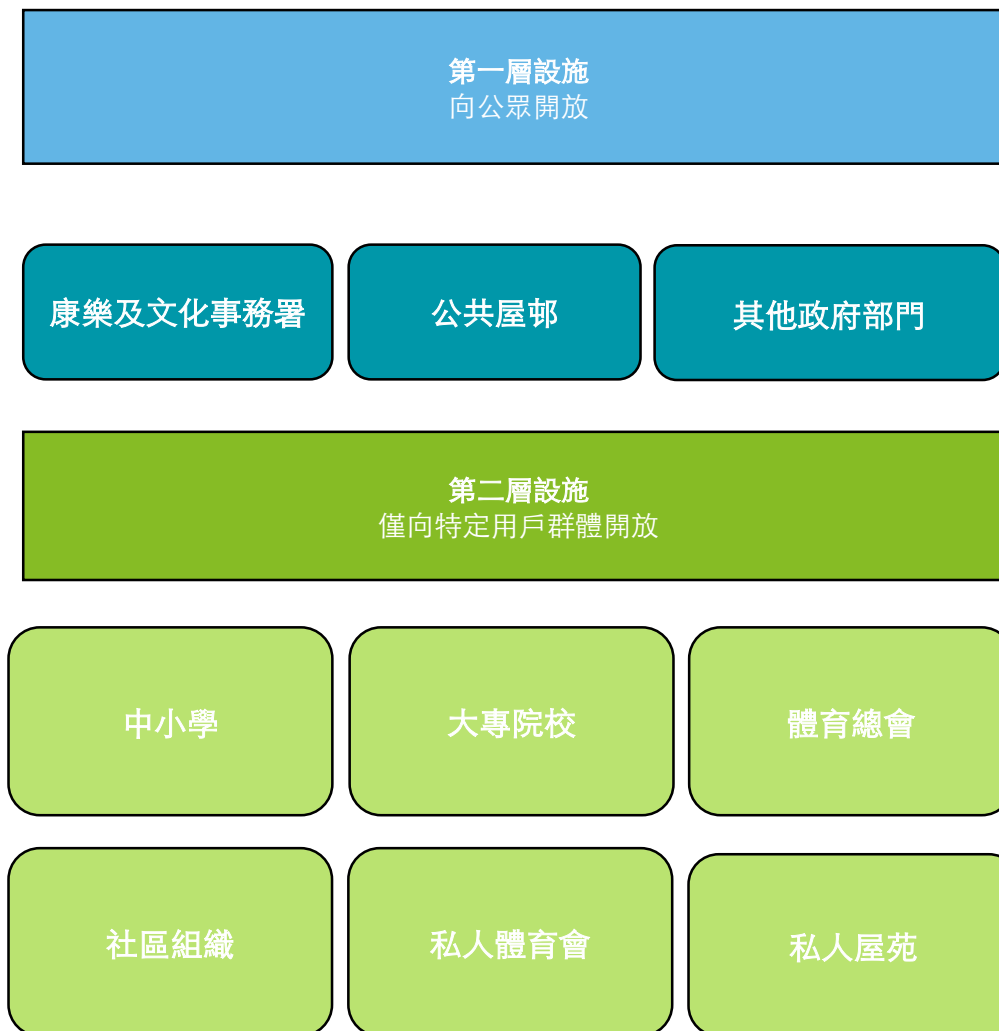 第一層設施
向公眾開放
康樂及文化事務署
公共屋邨
其他政府部門
第二層設施
僅向特定用戶群體開放
中小學
大專院校
體育總會
社區組織
私人體育會
私人屋苑